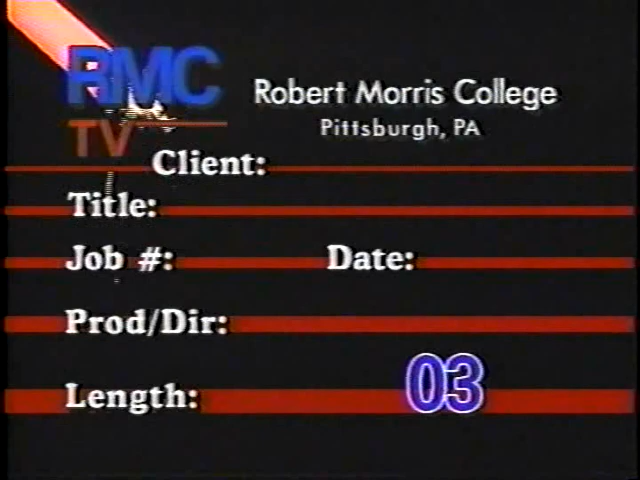 RMC
TV
Robert Morris College
Pittsburgh, PA
Client:
Title:
Job #: Date:
Prod/Dir:
Length: 03